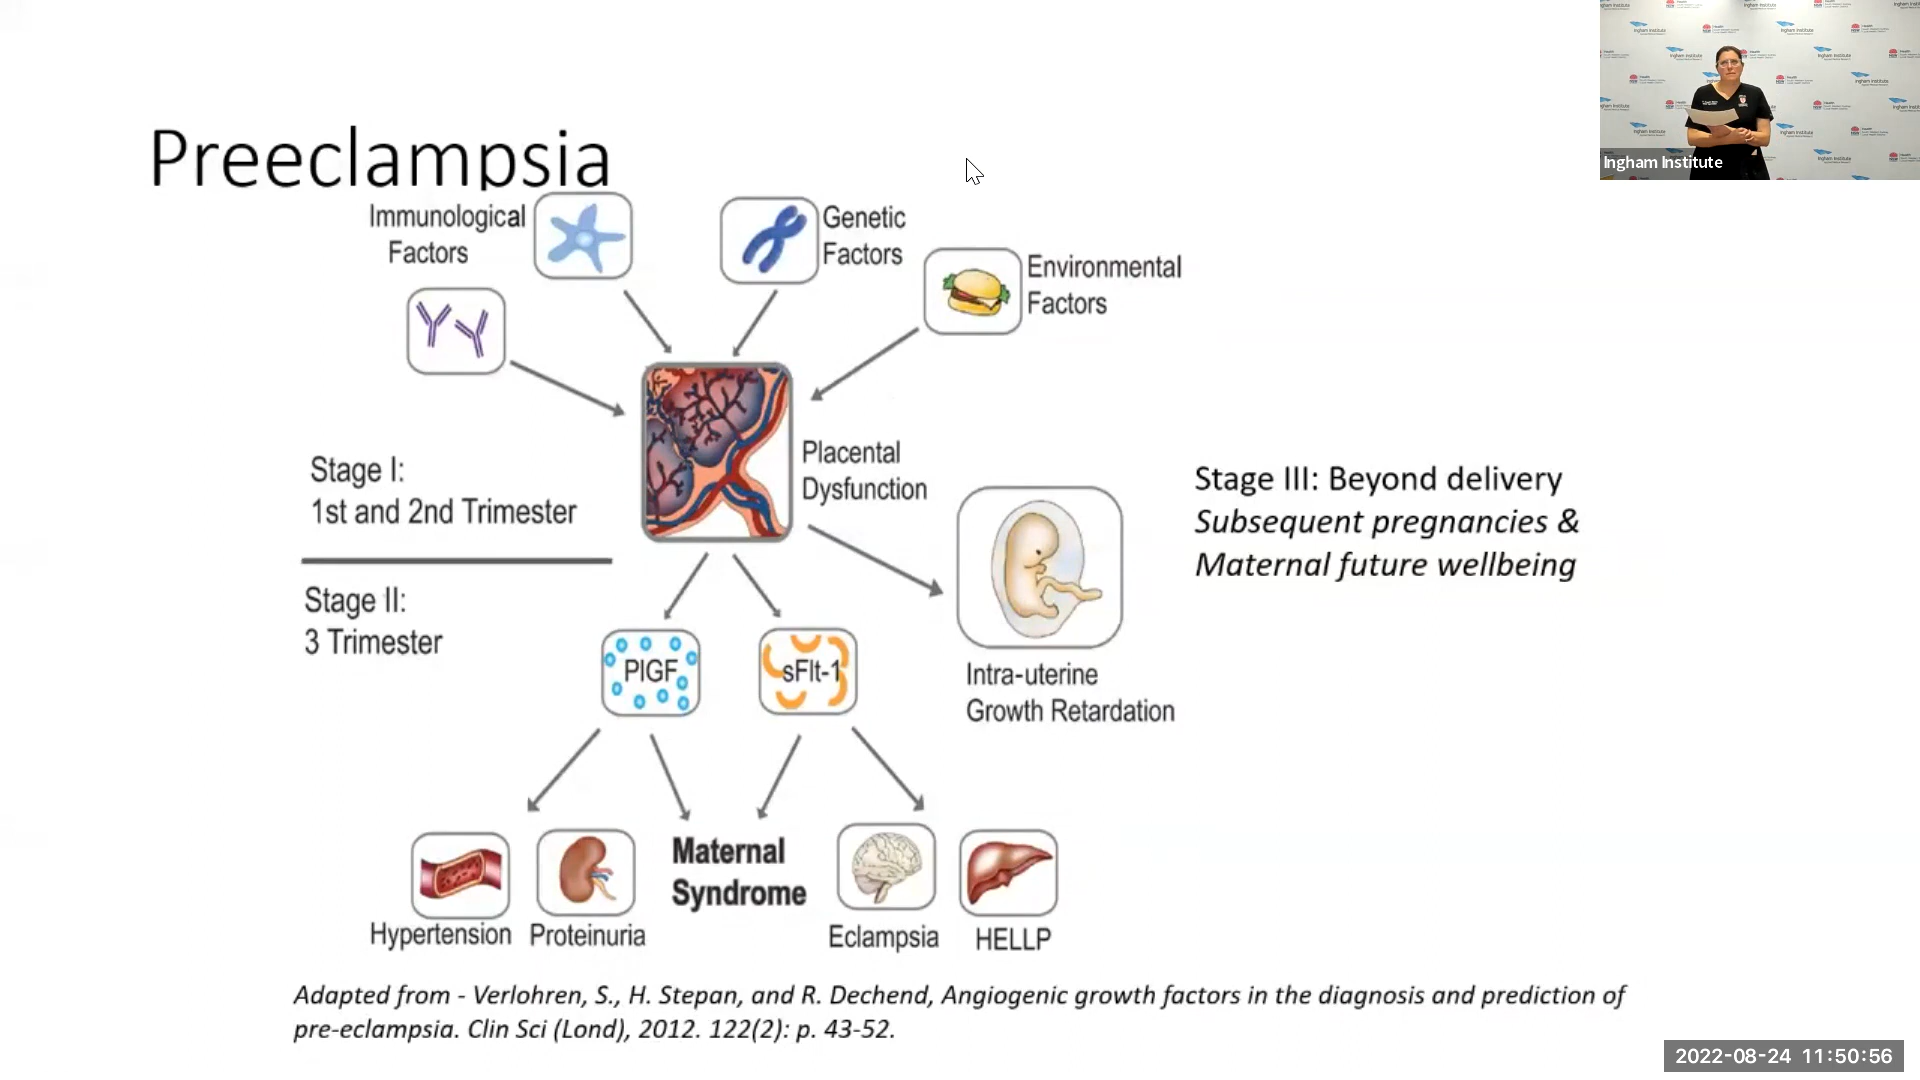 Preeclampsia
Immunological
Factors
Genetic
Factors
Environmental
Factors
Placental
Dysfunction
Stage I:
1st and 2nd Trimester
Stage II:
3 Trimester
Stage III: Beyond delivery
Subsequent pregnancies &
Maternal future wellbeing
PlGF
sFlt-1
Intra-uterine
Growth Retardation
Maternal
Syndrome
Hypertension
Proteinuria
Eclampsia
HELLP
Adapted from - Verlohren, S., H. Stepan, and R. Dechend, Angiogenic growth factors in the diagnosis and prediction of
pre-eclampsia. Clin Sci (Lond), 2012. 122(2): p. 43-52.
Ingham Institute
2022-08-24 11:50:56